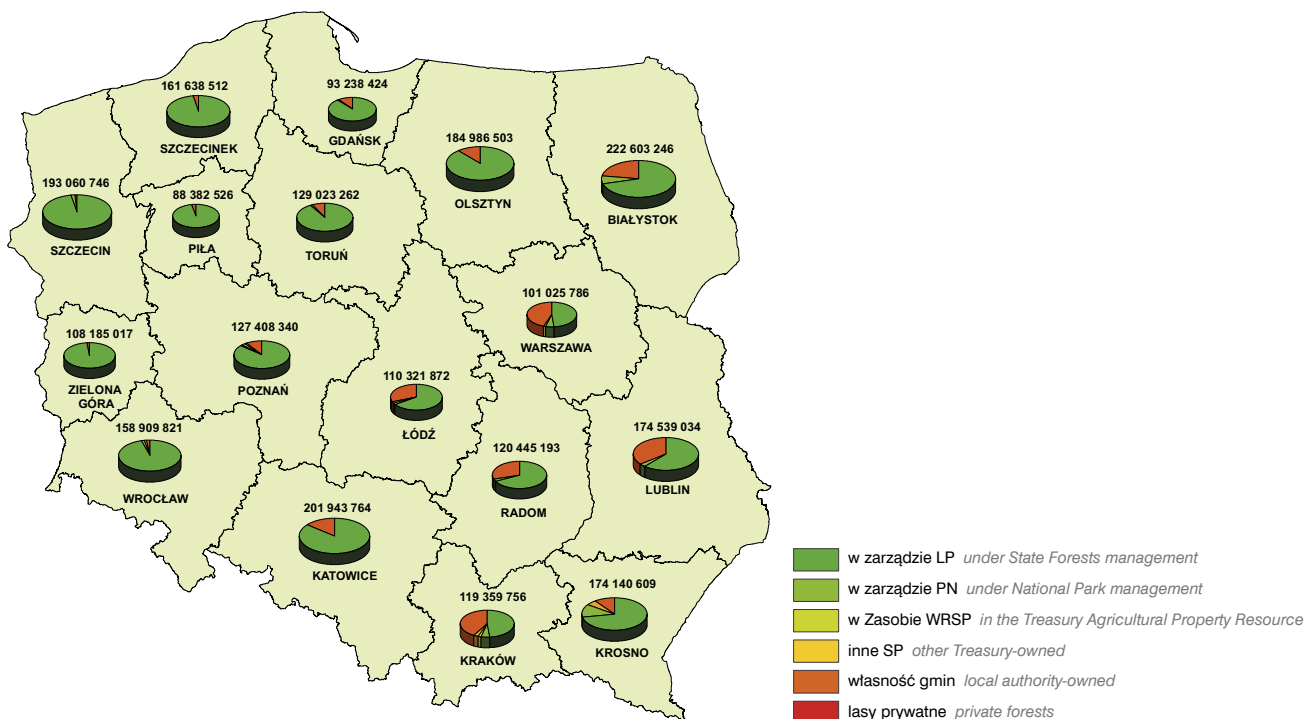 161 638 512
SZCZECINEK
93 238 424
GDAŃSK
184 986 503
OLSZTYN
222 603 246
BIAŁYSTOK
193 060 746
SZCZECIN
88 382 526
PIŁA
129 023 262
TORUŃ
101 025 786
WARSZAWA
108 185 017
ZIELONA
GÓRA
127 408 340
POZNAŃ
110 321 872
ŁÓDŹ
158 909 821
WROCŁAW
120 445 193
RADOM
174 539 034
LUBLIN
201 943 764
KATOWICE
119 359 756
KRAKÓW
174 140 609
KROSNO
w zarządzie LP under State Forests management
w zarządzie PN under National Park management
w Zasobie WRSP in the Treasury Agricultural Property Resource
inne SP other Treasury-owned
własność gmin local authority-owned
lasy prywatne private forests